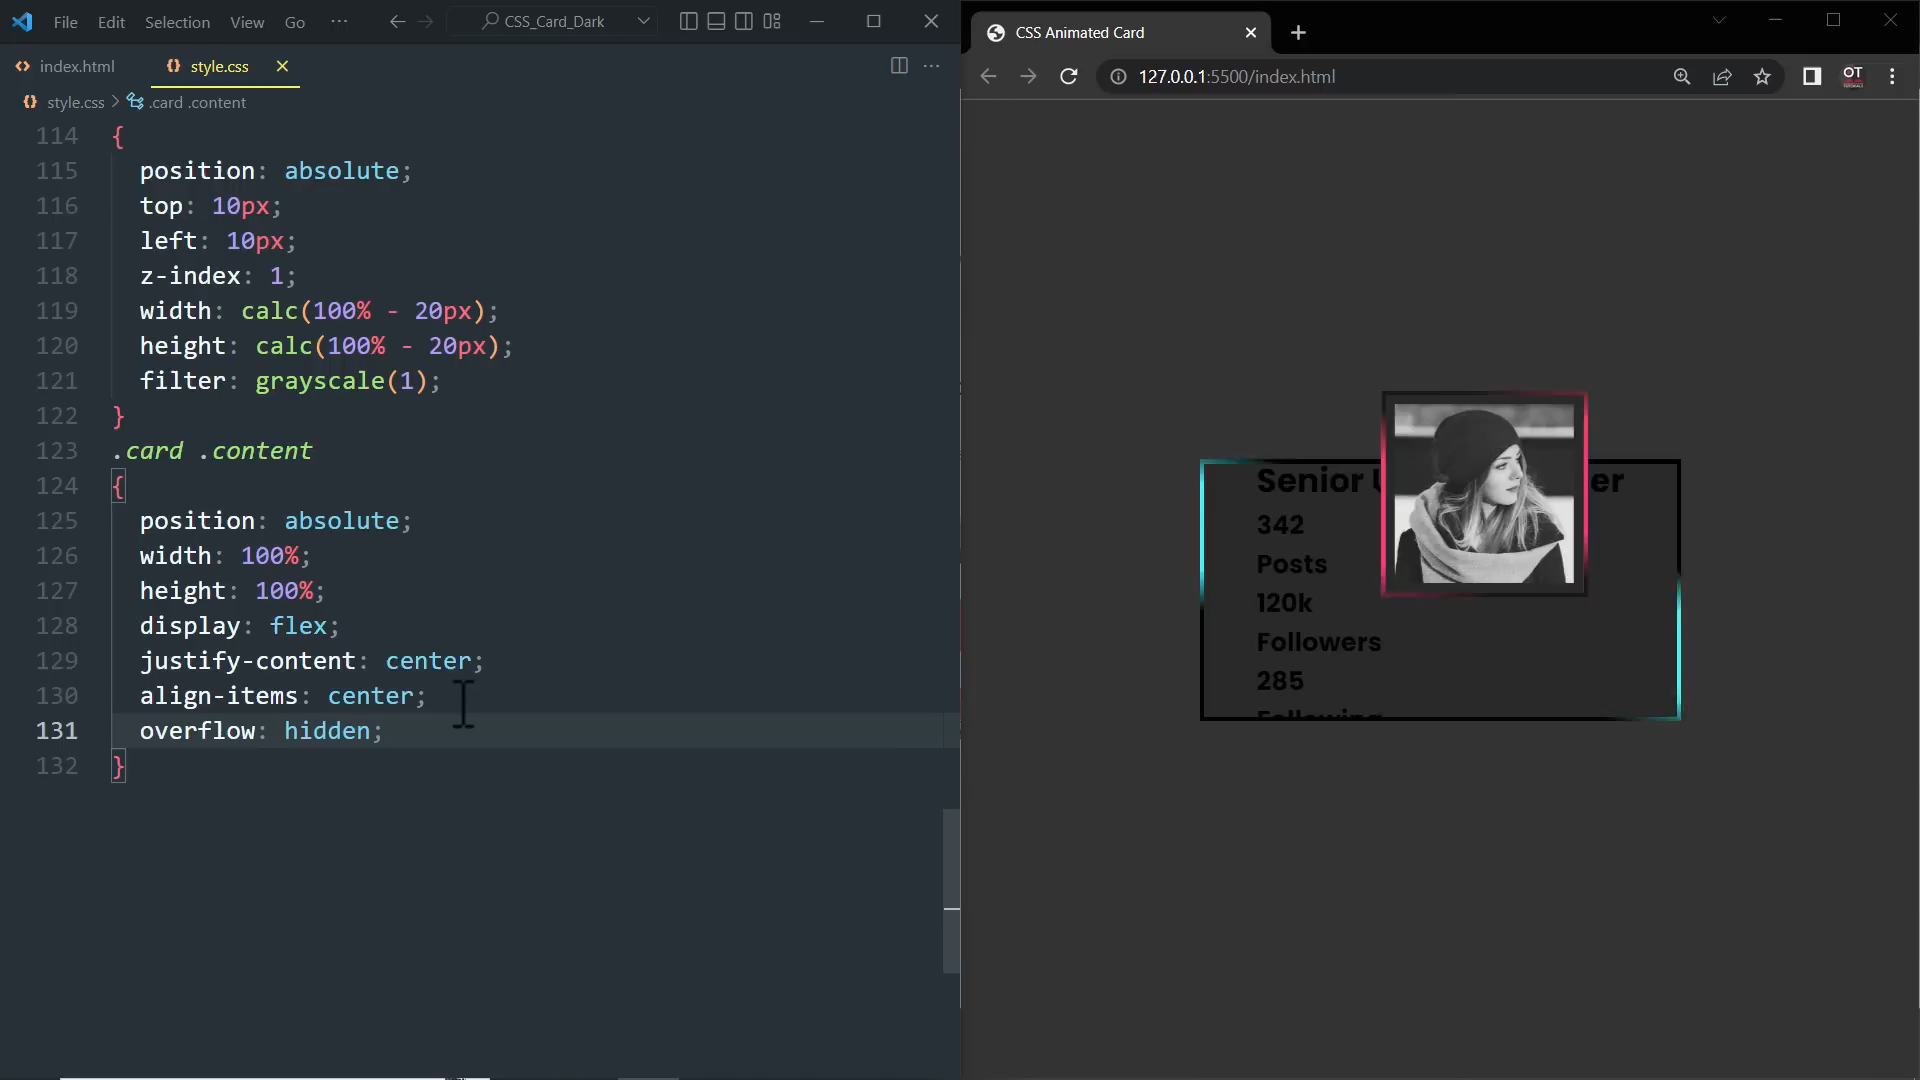 File Edit Selection View Go ··· CSS_Card_Dark
index.html style.css
style.css > .card .content
114 {
115 position: absolute;
116 top: 10px;
117 left: 10px;
118 z-index: 1;
119 width: calc(100% - 20px);
120 height: calc(100% - 20px);
121 filter: grayscale(1);
122 }
123 .card .content
124 {
125 position: absolute;
126 width: 100%;
127 height: 100%;
128 display: flex;
129 justify-content: center;
130 align-items: center;
131 overflow: hidden;
132 }
CSS Animated Card
127.0.0.1:5500/index.html
OT
Senior
342
Posts
120k
Followers
285
Following